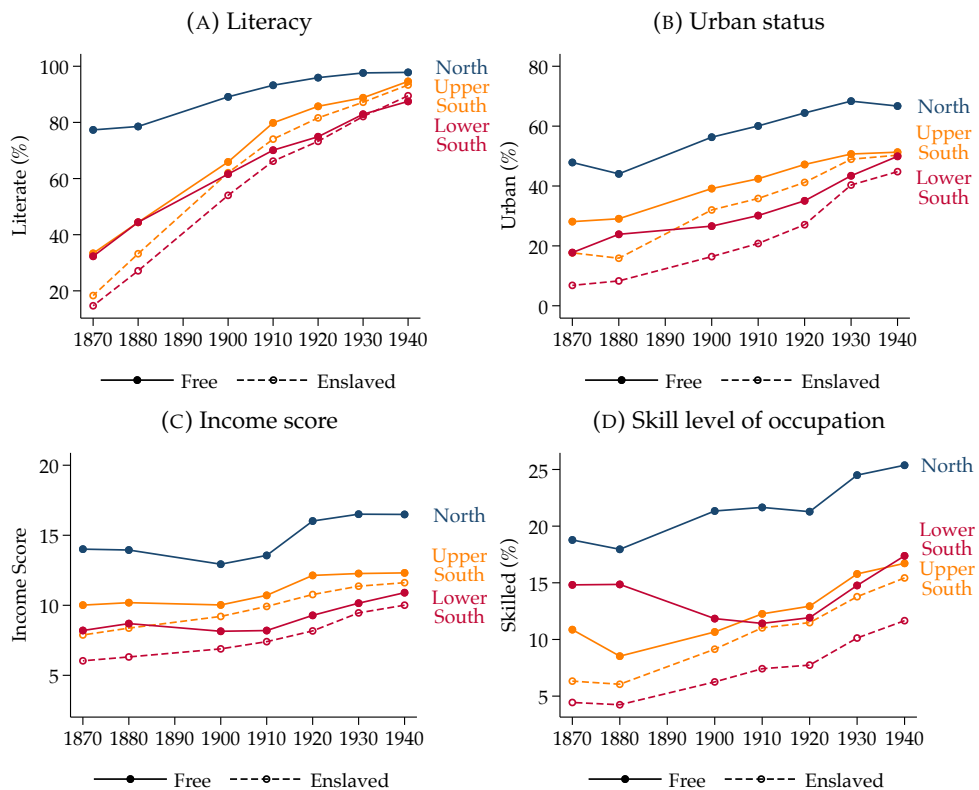 (A) Literacy
100
80
60
40
20
Literate (%)
North
Upper
South
Lower
South
1870 1880 1890 1900 1910 1920 1930 1940
Free Enslaved
(B) Urban status
80
60
40
20
0
Urban (%)
North
Upper
South
Lower
South
1870 1880 1890 1900 1910 1920 1930 1940
Free Enslaved
(C) Income score
20
15
10
5
Income Score
North
Upper
South
Lower
South
1870 1880 1890 1900 1910 1920 1930 1940
Free Enslaved
(D) Skill level of occupation
25
20
15
10
5
Skilled (%)
North
Lower
South
Upper
South
1870 1880 1890 1900 1910 1920 1930 1940
Free Enslaved